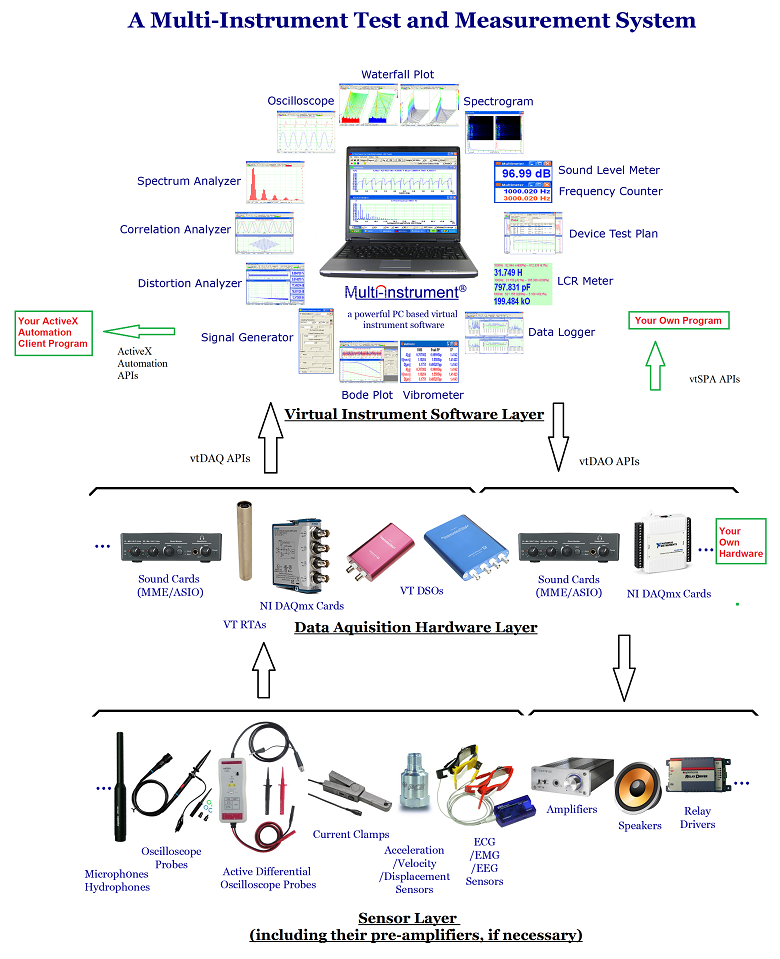 A Multi-Instrument Test and Measurement System
Waterfall Plot
Oscilloscope
Spectrogram
Spectrum Analyzer
96.99 dB
Sound Level Meter
1000.020 Hz
3000.020 Hz
Frequency Counter
Correlation Analyzer
Device Test Plan
Distortion Analyzer
31.749 H
797.831 pF
199.484 kO
LCR Meter
Multi-Instrument®
a powerful PC based virtual
instrument software
Your ActiveX
Automation
Client Program
ActiveX
Automation
APIs
Signal Generator
Data Logger
Your Own Program
vtSPA APIs
Bode Plot
Vibrometer
Virtual Instrument Software Layer
vtDAQ APIs
vtDAO APIs
...
Sound Cards
(MME/ASIO)
VT RTAs
NI DAQmx Cards
VT DSOs
Sound Cards
(MME/ASIO)
NI DAQmx Cards
...
Your
Own
Hardware
Data Aquisition Hardware Layer
...
Microphones
Hydrophones
Oscilloscope
Probes
Active Differential
Oscilloscope Probes
Current Clamps
Acceleration
/Velocity
/Displacement
Sensors
ECG
/EMG
/EEG
Sensors
Amplifiers
Speakers
Relay
Drivers
...
Sensor Layer
(including their pre-amplifiers, if necessary)